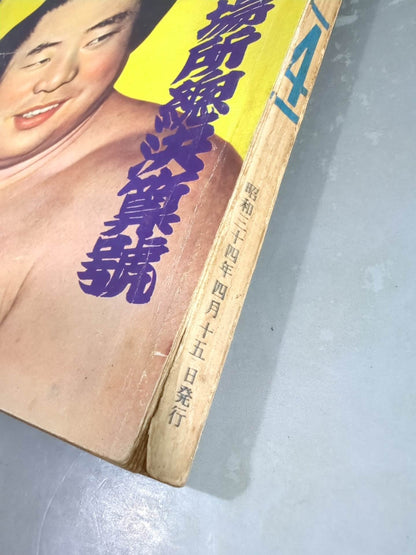 場所総決算號
4
昭和三十四年四月十五日発行